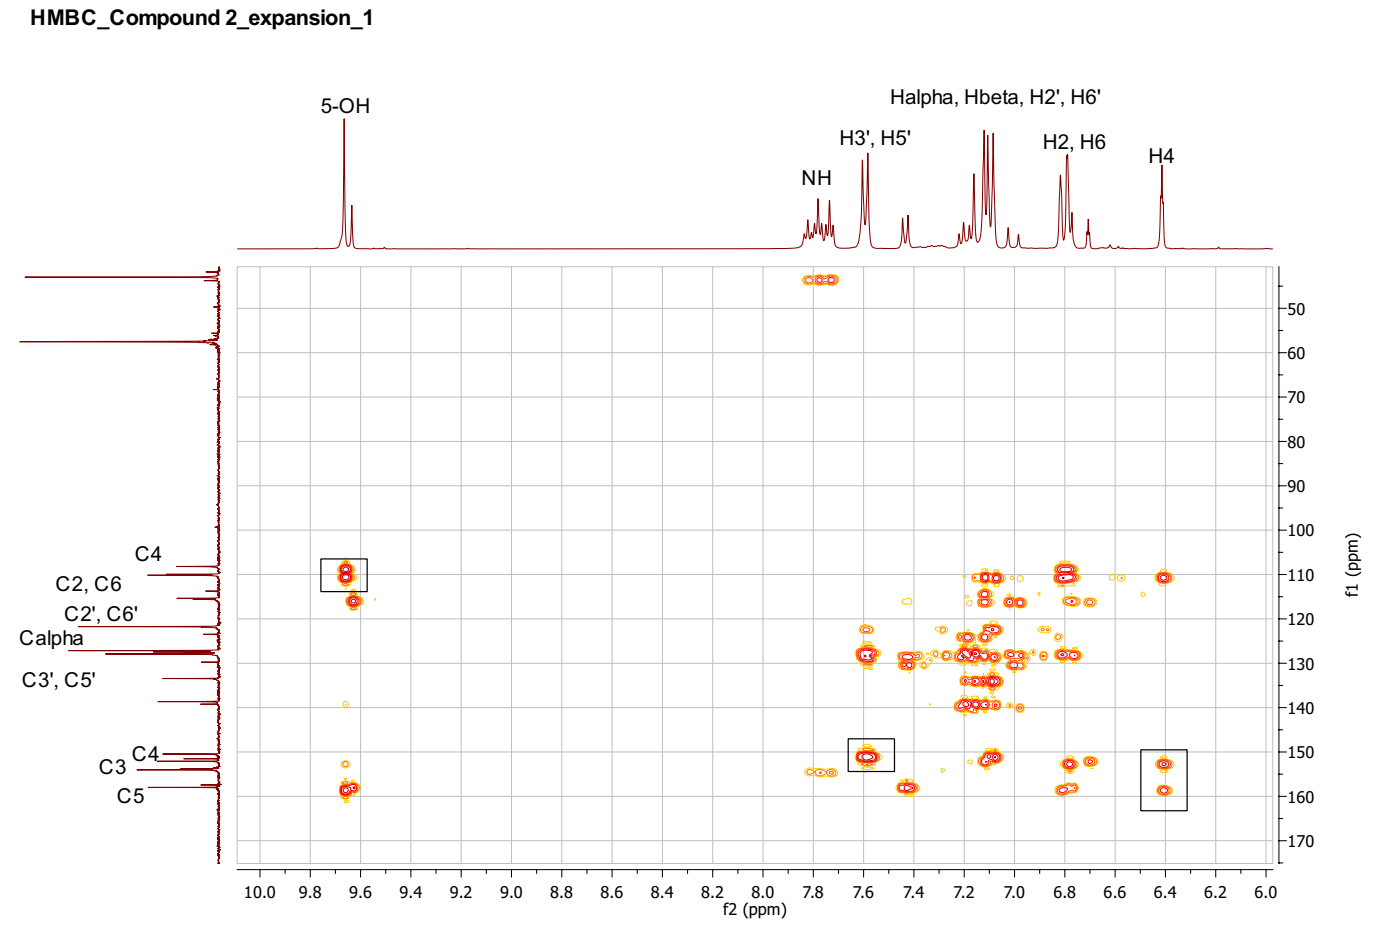 HMBC_Compound 2_expansion_1
Halpha, Hbeta, H2', H6'
5-OH
H3', H5'
H2, H6
H4
NH
C4
C2, C6
C2', C6'
Calpha
C3', C5'
C4
C3
C5
50
60
70
80
90
100
110
120
130
140
150
160
170
f1 (ppm)
10.0 9.8 9.6 9.4 9.2 9.0 8.8 8.6 8.4 8.2 8.0 7.8 7.6 7.4 7.2 7.0 6.8 6.6 6.4 6.2 6.0
f2 (ppm)